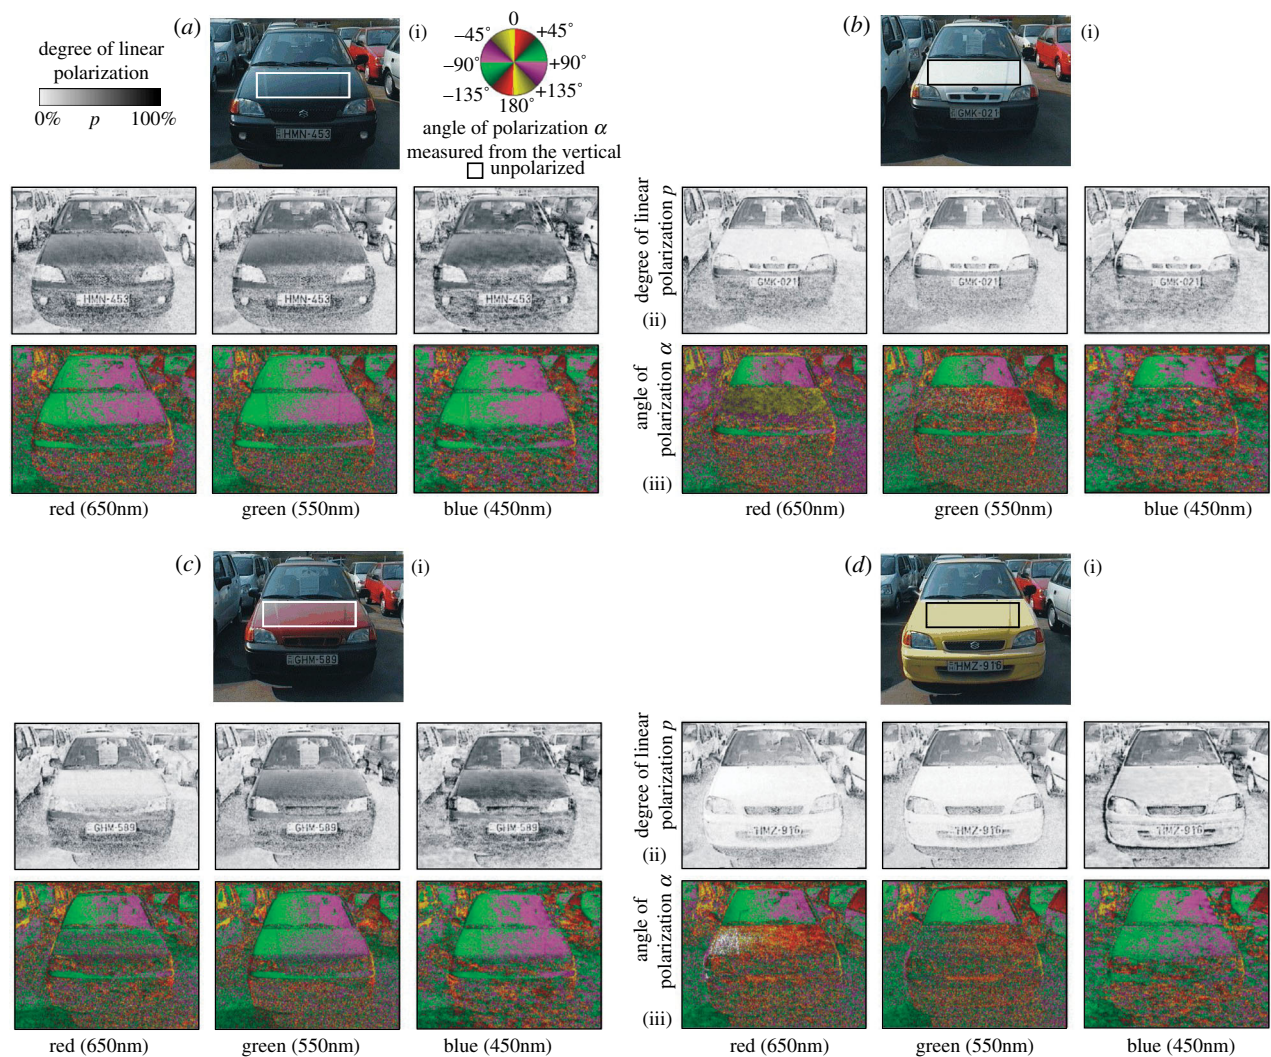 (a)
(i)
degree of linear
polarization
0% p 100%
0
−45° +45°
−90° +90°
−135° +135°
180°
angle of polarization α
measured from the vertical
unpolarized
HMN-453
(b)
(i)
GMK-021
HMN-453
HMN-453
HMN-453
degree of linear
polarization p
(ii)
GMK-021
GMK-021
GMK-021
angle of
polarization α
(iii)
red (650nm)
green (550nm)
blue (450nm)
red (650nm)
green (550nm)
blue (450nm)
(c)
(i)
GHM-589
(d)
(i)
HMZ-916
GHM-589
GHM-589
GHM-589
degree of linear
polarization p
(ii)
HMZ-916
HMZ-916
HMZ-916
angle of
polarization α
(iii)
red (650nm)
green (550nm)
blue (450nm)
red (650nm)
green (550nm)
blue (450nm)